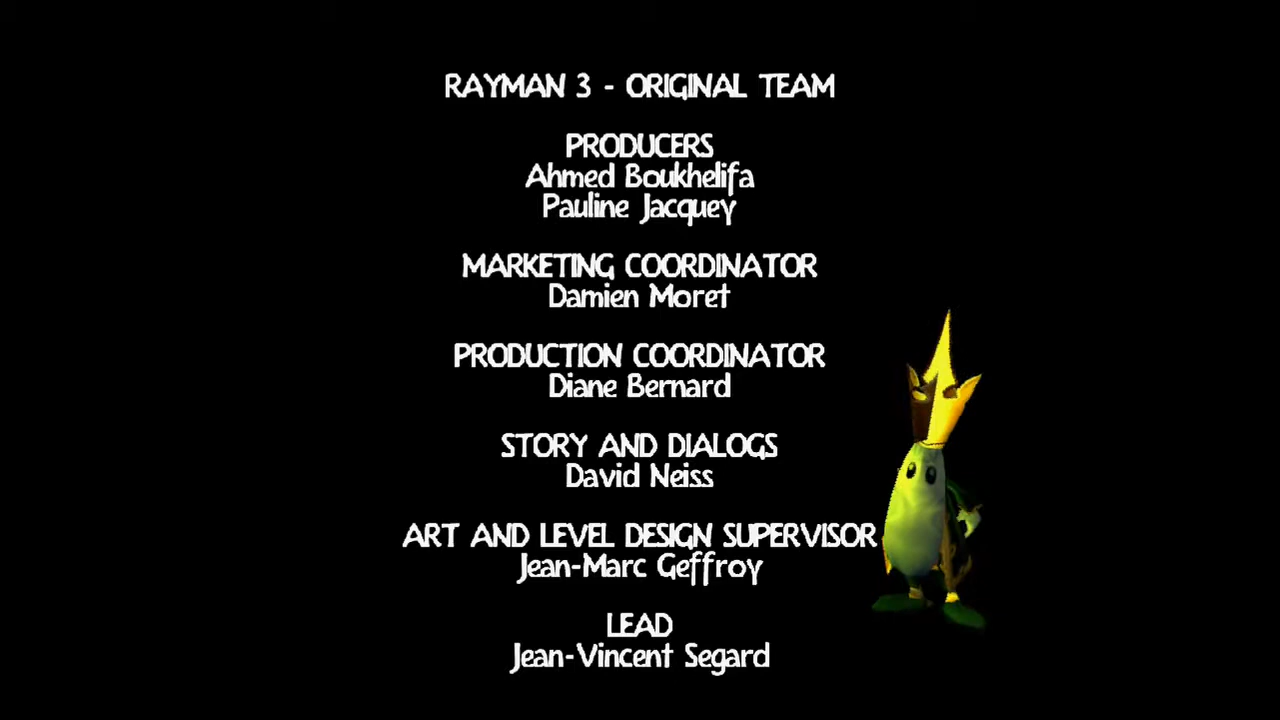 RAYMAN 3 - ORIGINAL TEAM
PRODUCERS
Ahmed Boukhelifa
Pauline Jacquey
MARKETING COORDINATOR
Damien Moret
PRODUCTION COORDINATOR
Diane Bernard
STORY AND DIALOGS
David Neiss
ART AND LEVEL DESIGN SUPERVISOR
Jean-Marc Geffroy
LEAD
Jean-Vincent Segard